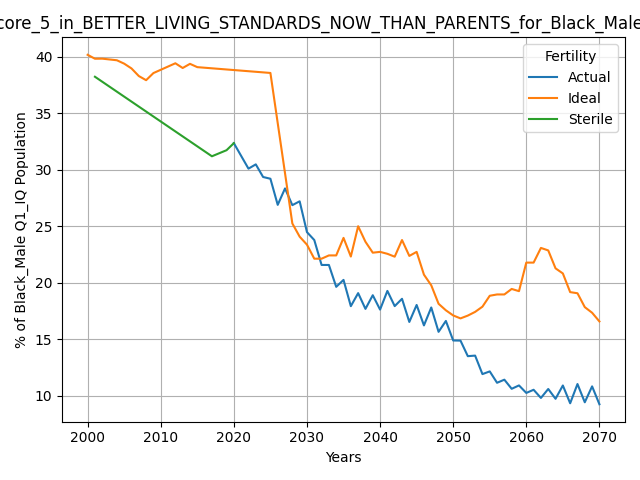 core_5_in_BETTER_LIVING_STANDARDS_NOW_THAN_PARENTS_for_Black_Male
% of Black_Male Q1_IQ Population
40
35
30
25
20
15
10
Fertility
Actual
Ideal
Sterile
2000 2010 2020 2030 2040 2050 2060 2070
Years